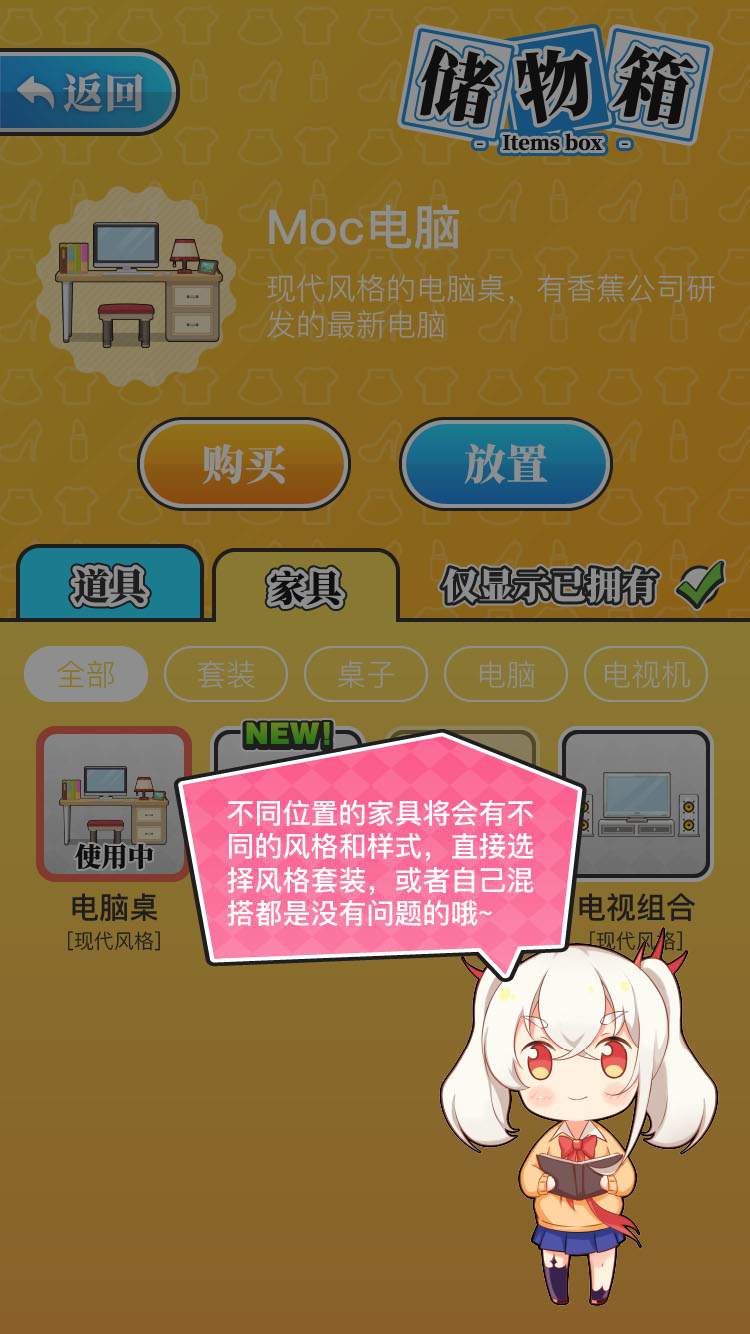 储物箱
Items box
返回
Moc电脑
现代风格的电脑桌，有香蕉公司研
发的最新电脑
购买
放置
道具
家具
仅显示已拥有
全部
套装
桌子
电脑
电视机
NEW!
使用中
不同位置的家具将会有不
同的风格和样式，直接选
择风格套装，或者自己混
搭都是没有问题的哦~
电脑桌
[现代风格]
电视组合
[现代风格]